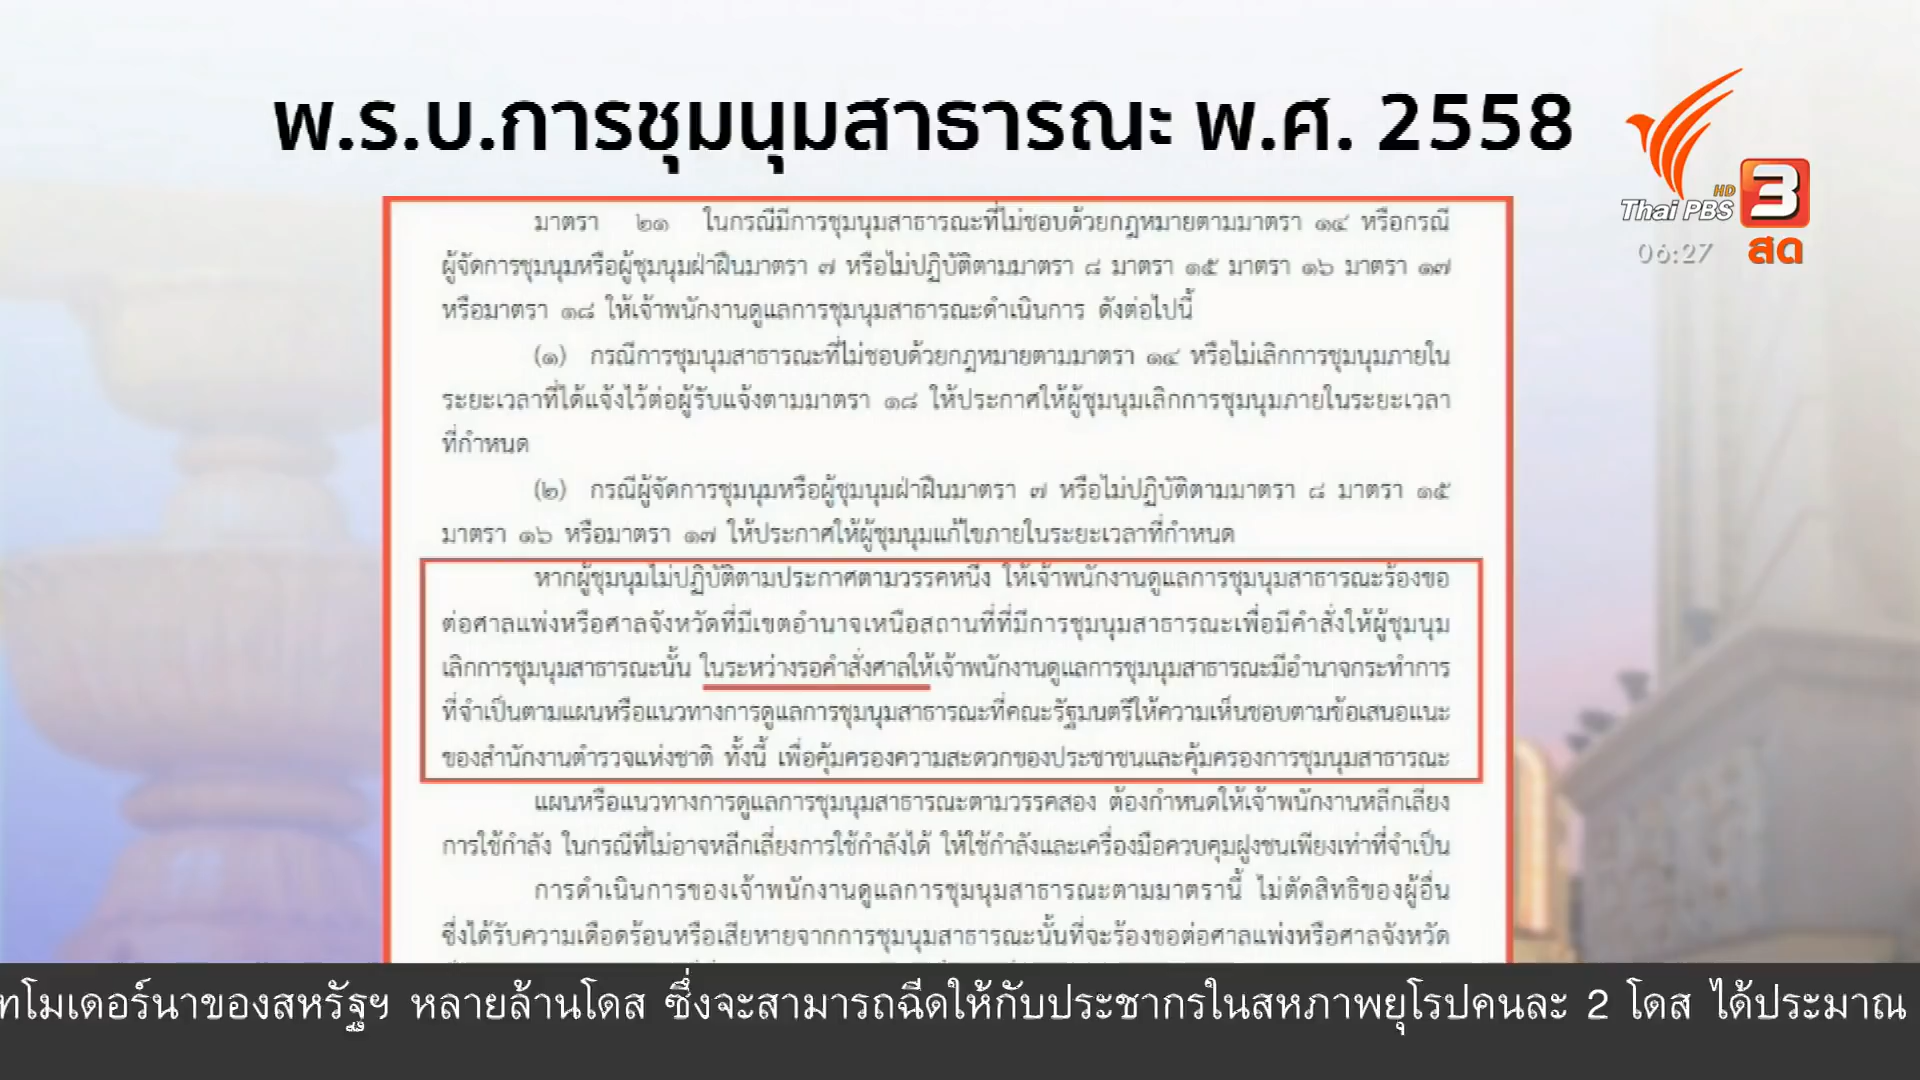 พ.ร.บ.การชุมนุมสาธารณะ พ.ศ. 2558
HD
Thai PBS 3
06:27 สด
มาตรา ๒๑ ในกรณีมีการชุมนุมสาธารณะที่ไม่ชอบด้วยกฎหมายตามมาตรา ๑๔ หรือกรณี
ผู้จัดการชุมนุมหรือผู้ชุมนุมฝ่าฝืนมาตรา ๗ หรือไม่ปฏิบัติตามมาตรา ๘ มาตรา ๑๕ มาตรา ๑๖ มาตรา ๑๗
หรือมาตรา ๑๘ ให้เจ้าพนักงานดูแลการชุมนุมสาธารณะดำเนินการ ดังต่อไปนี้
(๑) กรณีการชุมนุมสาธารณะที่ไม่ชอบด้วยกฎหมายตามมาตรา ๑๔ หรือไม่เลิกการชุมนุมภายใน
ระยะเวลาที่ได้แจ้งไว้ต่อผู้รับแจ้งตามมาตรา ๑๘ ให้ประกาศให้ผู้ชุมนุมเลิกการชุมนุมภายในระยะเวลา
ที่กำหนด
(๒) กรณีผู้จัดการชุมนุมหรือผู้ชุมนุมฝ่าฝืนมาตรา ๗ หรือไม่ปฏิบัติตามมาตรา ๘ มาตรา ๑๕
มาตรา ๑๖ หรือมาตรา ๑๗ ให้ประกาศให้ผู้ชุมนุมแก้ไขภายในระยะเวลาที่กำหนด
หากผู้ชุมนุมไม่ปฏิบัติตามประกาศตามวรรคหนึ่ง ให้เจ้าพนักงานดูแลการชุมนุมสาธารณะร้องขอ
ต่อศาลแพ่งหรือศาลจังหวัดที่มีเขตอำนาจเหนือสถานที่ที่มีการชุมนุมสาธารณะเพื่อมีคำสั่งให้ผู้ชุมนุม
เลิกการชุมนุมสาธารณะนั้น ในระหว่างรอคำสั่งศาลให้เจ้าพนักงานดูแลการชุมนุมสาธารณะมีอำนาจกระทำการ
ที่จำเป็นตามแผนหรือแนวทางการดูแลการชุมนุมสาธารณะที่คณะรัฐมนตรีให้ความเห็นชอบตามข้อเสนอแนะ
ของสำนักงานตำรวจแห่งชาติ ทั้งนี้ เพื่อคุ้มครองความสะดวกของประชาชนและคุ้มครองการชุมนุมสาธารณะ
แผนหรือแนวทางการดูแลการชุมนุมสาธารณะตามวรรคสอง ต้องกำหนดให้เจ้าพนักงานหลีกเลี่ยง
การใช้กำลัง ในกรณีที่ไม่อาจหลีกเลี่ยงการใช้กำลังได้ ให้ใช้กำลังและเครื่องมือควบคุมฝูงชนเพียงเท่าที่จำเป็น
การดำเนินการของเจ้าพนักงานดูแลการชุมนุมสาธารณะตามมาตรานี้ ไม่ตัดสิทธิของผู้อื่น
ซึ่งได้รับความเดือดร้อนหรือเสียหายจากการชุมนุมสาธารณะนั้นที่จะร้องขอต่อศาลแพ่งหรือศาลจังหวัด
ทโมเดอร์นาของสหรัฐฯ หลายล้านโดส ซึ่งจะสามารถฉีดให้กับประชากรในสหภาพยุโรปคนละ 2 โดส ได้ประมาณ